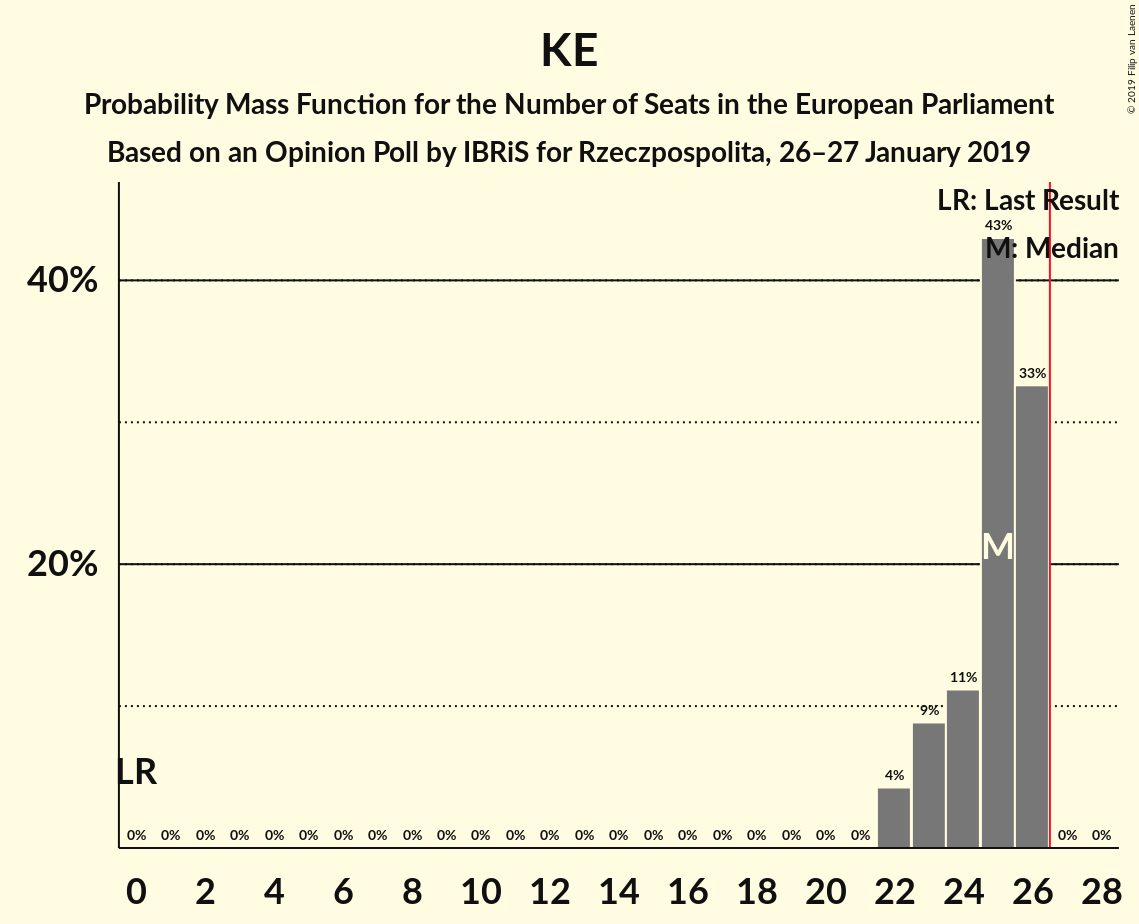 KE
Probability Mass Function for the Number of Seats in the European Parliament
Based on an Opinion Poll by IBRiS for Rzeczpospolita, 26–27 January 2019
© 2019 Filip van Laenen
LR: Last Result
43%
M: Median
40%
33%
M
20%
11%
9%
LR
4%
0% 0% 0% 0% 0% 0% 0% 0% 0% 0% 0% 0% 0% 0% 0% 0% 0% 0% 0% 0% 0% 0% 0% 0%
0 2 4 6 8 10 12 14 16 18 20 22 24 26 28